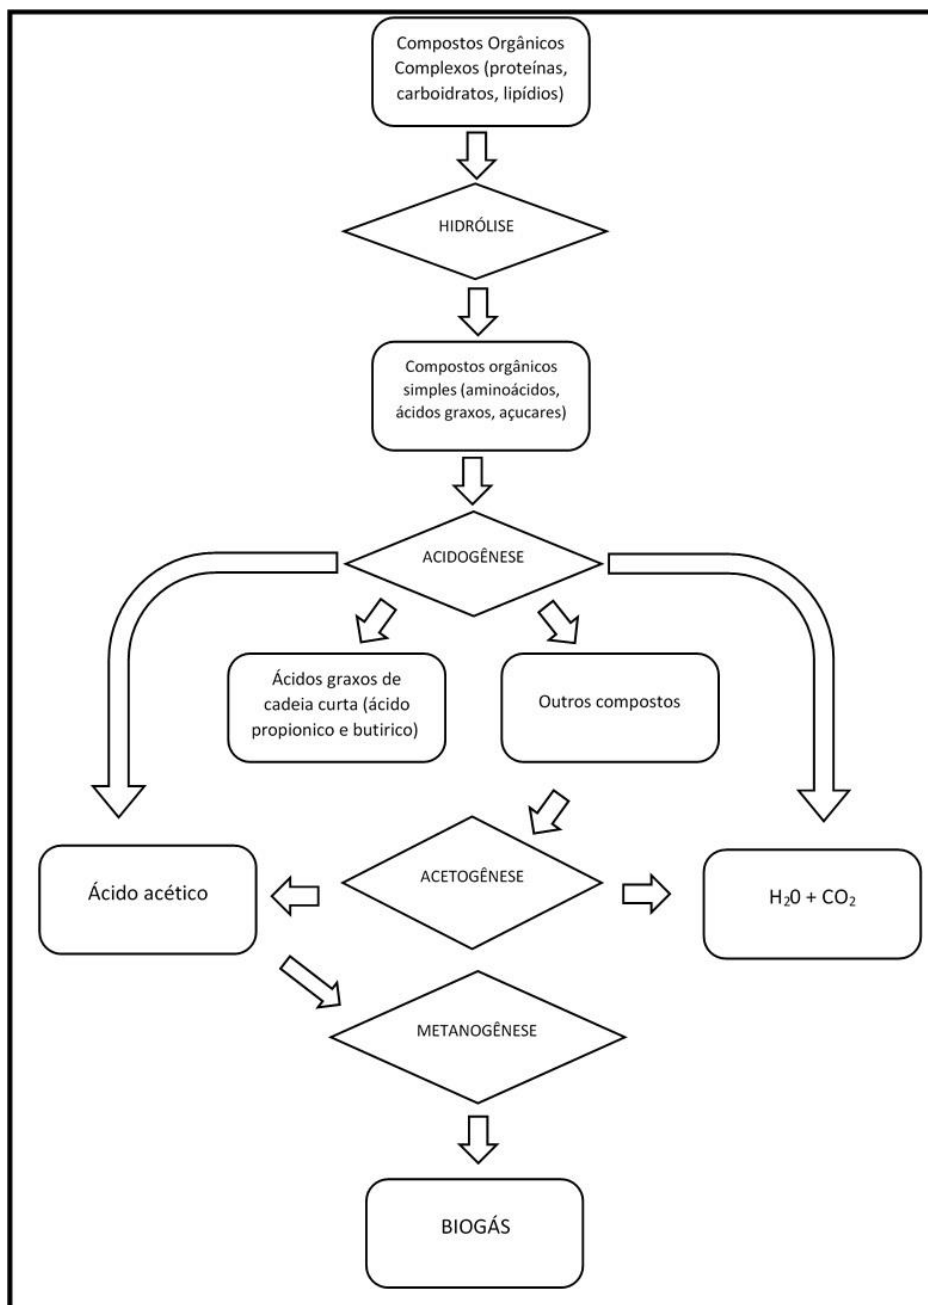 Compostos Orgânicos
Complexos (proteínas,
carboidratos, lipídios)
HIDRÓLISE
Compostos orgânicos
simples (aminoácidos,
ácidos graxos, açucares)
ACIDOGÊNESE
Ácidos graxos de
cadeia curta (ácido
propionico e butirico)
Outros compostos
Ácido acético
ACETOGÊNESE
H₂0 + CO₂
METANOGÊNESE
BIOGÁS